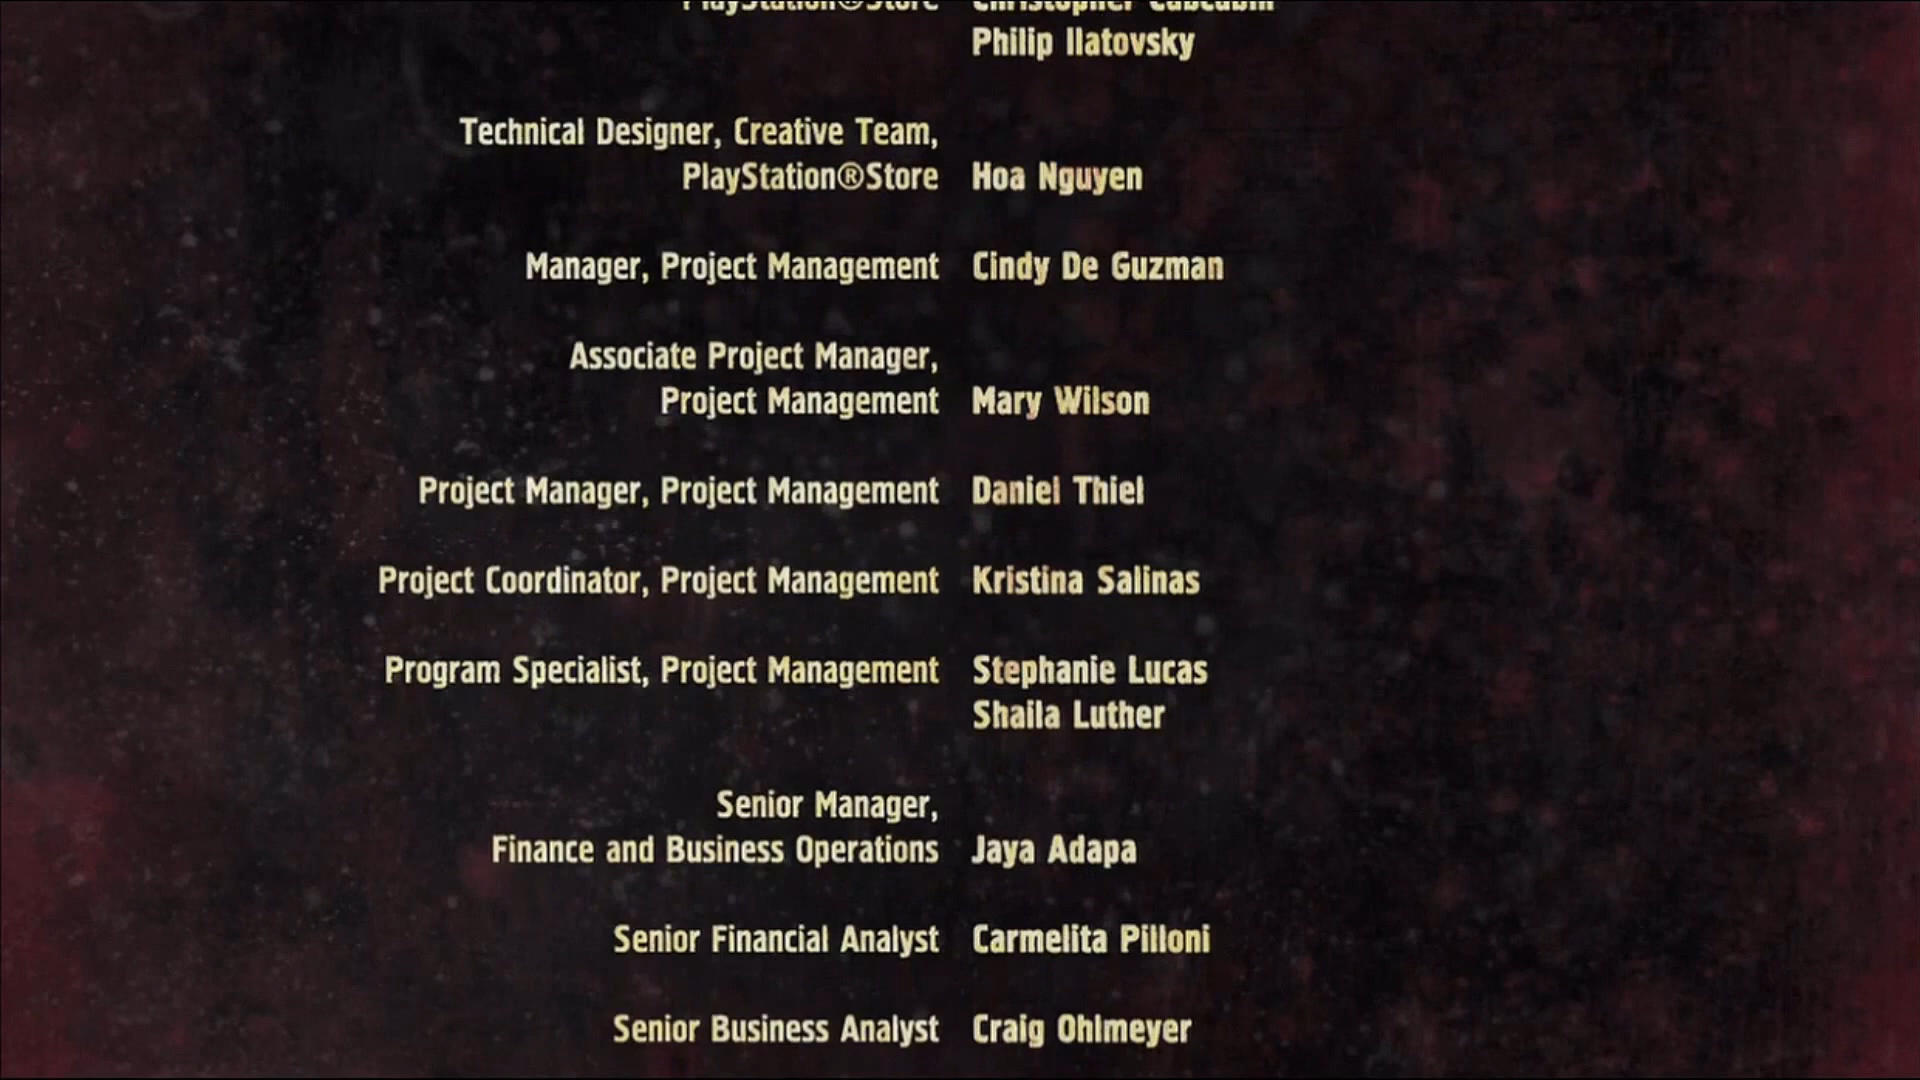 PlayStation®Store
Philip Ilatovsky
Technical Designer, Creative Team,
PlayStation®Store Hoa Nguyen
Manager, Project Management Cindy De Guzman
Associate Project Manager,
Project Management Mary Wilson
Project Manager, Project Management Daniel Thiel
Project Coordinator, Project Management Kristina Salinas
Program Specialist, Project Management Stephanie Lucas
Shaila Luther
Senior Manager,
Finance and Business Operations Jaya Adapa
Senior Financial Analyst Carmelita Pilloni
Senior Business Analyst Craig Ohlmeyer